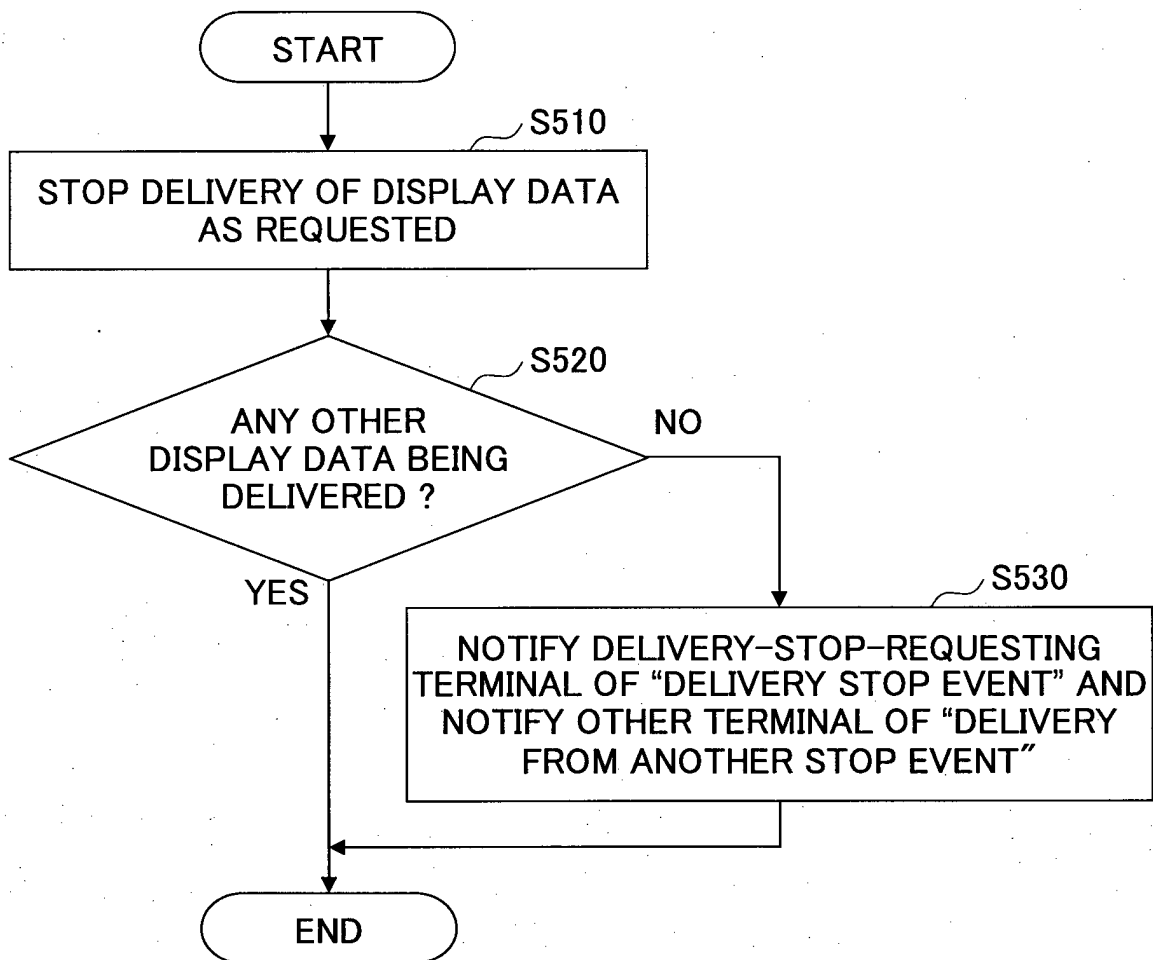 START
S510
STOP DELIVERY OF DISPLAY DATA
AS REQUESTED
S520
ANY OTHER
DISPLAY DATA BEING
DELIVERED ?
NO
YES
S530
NOTIFY DELIVERY-STOP-REQUESTING
TERMINAL OF “DELIVERY STOP EVENT” AND
NOTIFY OTHER TERMINAL OF “DELIVERY
FROM ANOTHER STOP EVENT”
END